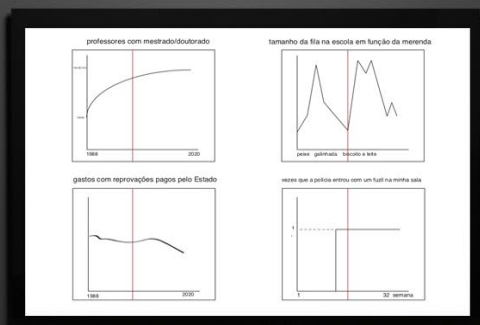 professores com mestrado/doutorado
1988 2020
tamanho da fila na escola em função da merenda
peixe galinhada biscoito e leite
gastos com reprovações pagos pelo Estado
1988 2020
vezes que a polícia entrou com um fuzil na minha sala
1
1 32 semana